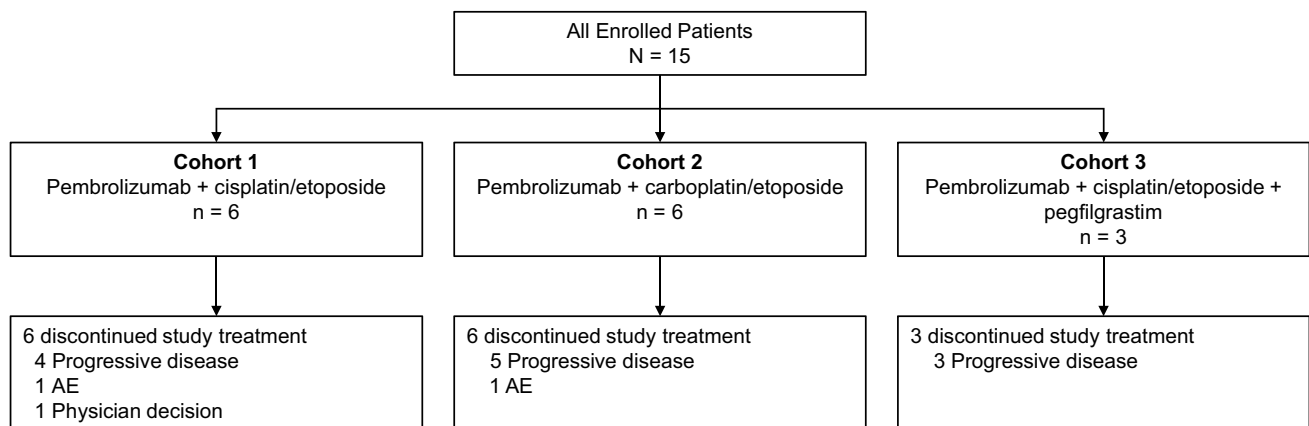 All Enrolled Patients
N = 15
Cohort 1
Pembrolizumab + cisplatin/etoposide
n = 6
Cohort 2
Pembrolizumab + carboplatin/etoposide
n = 6
Cohort 3
Pembrolizumab + cisplatin/etoposide +
pegfilgrastim
n = 3
6 discontinued study treatment
4 Progressive disease
1 AE
1 Physician decision
6 discontinued study treatment
5 Progressive disease
1 AE
3 discontinued study treatment
3 Progressive disease